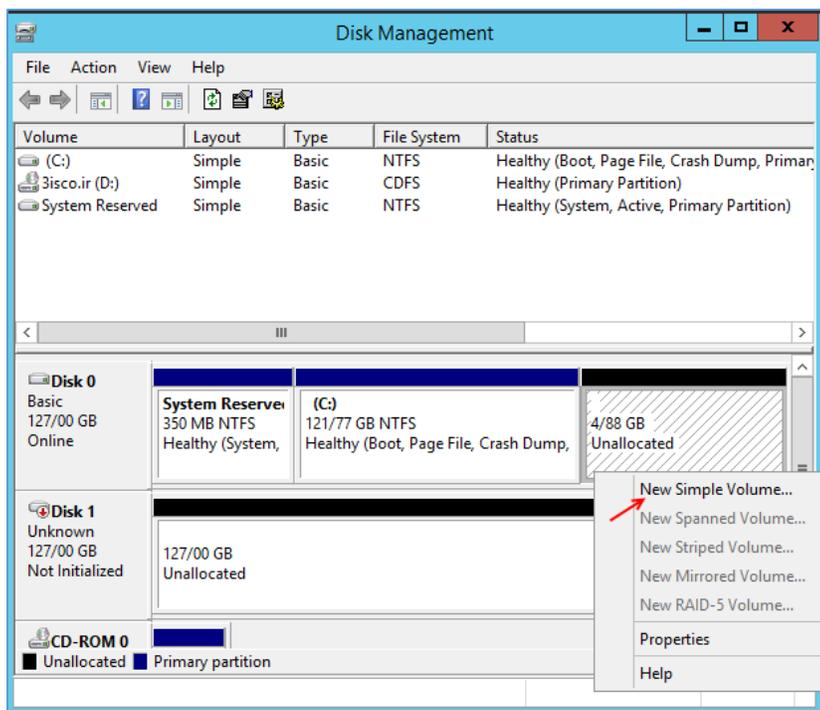 Disk Management
File Action View Help
Volume Layout Type File System Status
(C:) Simple Basic NTFS Healthy (Boot, Page File, Crash Dump, Primar
3isco.ir (D:) Simple Basic CDFS Healthy (Primary Partition)
System Reserved Simple Basic NTFS Healthy (System, Active, Primary Partition)
Disk 0
Basic
127/00 GB
Online
System Reserve
350 MB NTFS
Healthy (System,
(C:)
121/77 GB NTFS
Healthy (Boot, Page File, Crash Dump,
4/88 GB
Unallocated
Disk 1
Unknown
127/00 GB
Not Initialized
127/00 GB
Unallocated
New Simple Volume...
New Spanned Volume...
New Striped Volume...
New Mirrored Volume...
New RAID-5 Volume...
Properties
Help
CD-ROM 0
Unallocated Primary partition